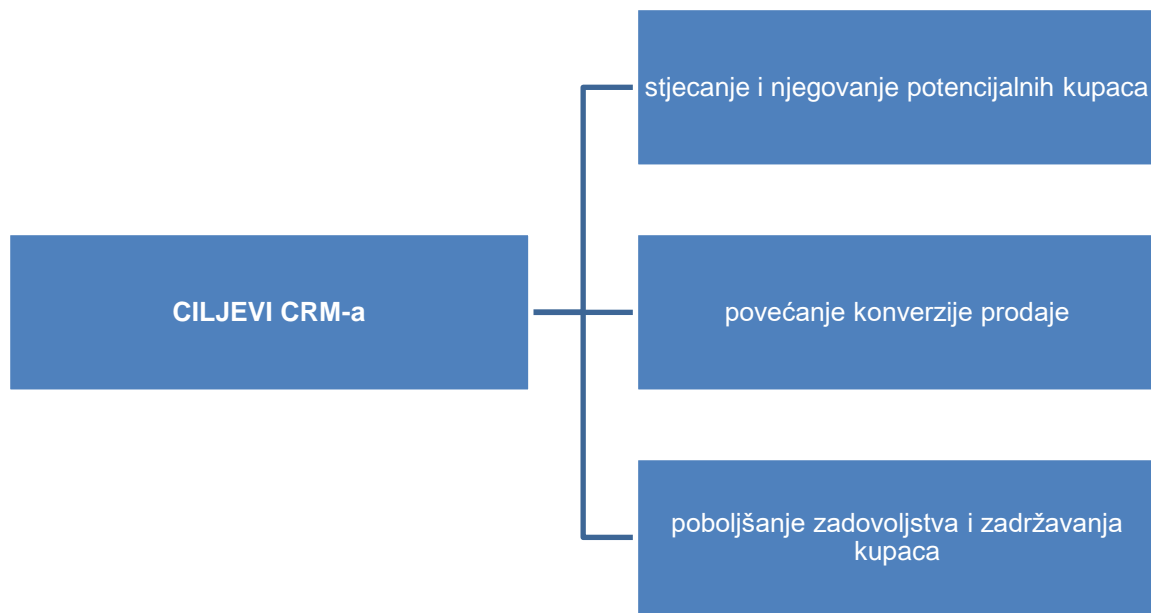 stjecanje i njegovanje potencijalnih kupaca
CILJEVI CRM-a
povećanje konverzije prodaje
poboljšanje zadovoljstva i zadržavanja
kupaca